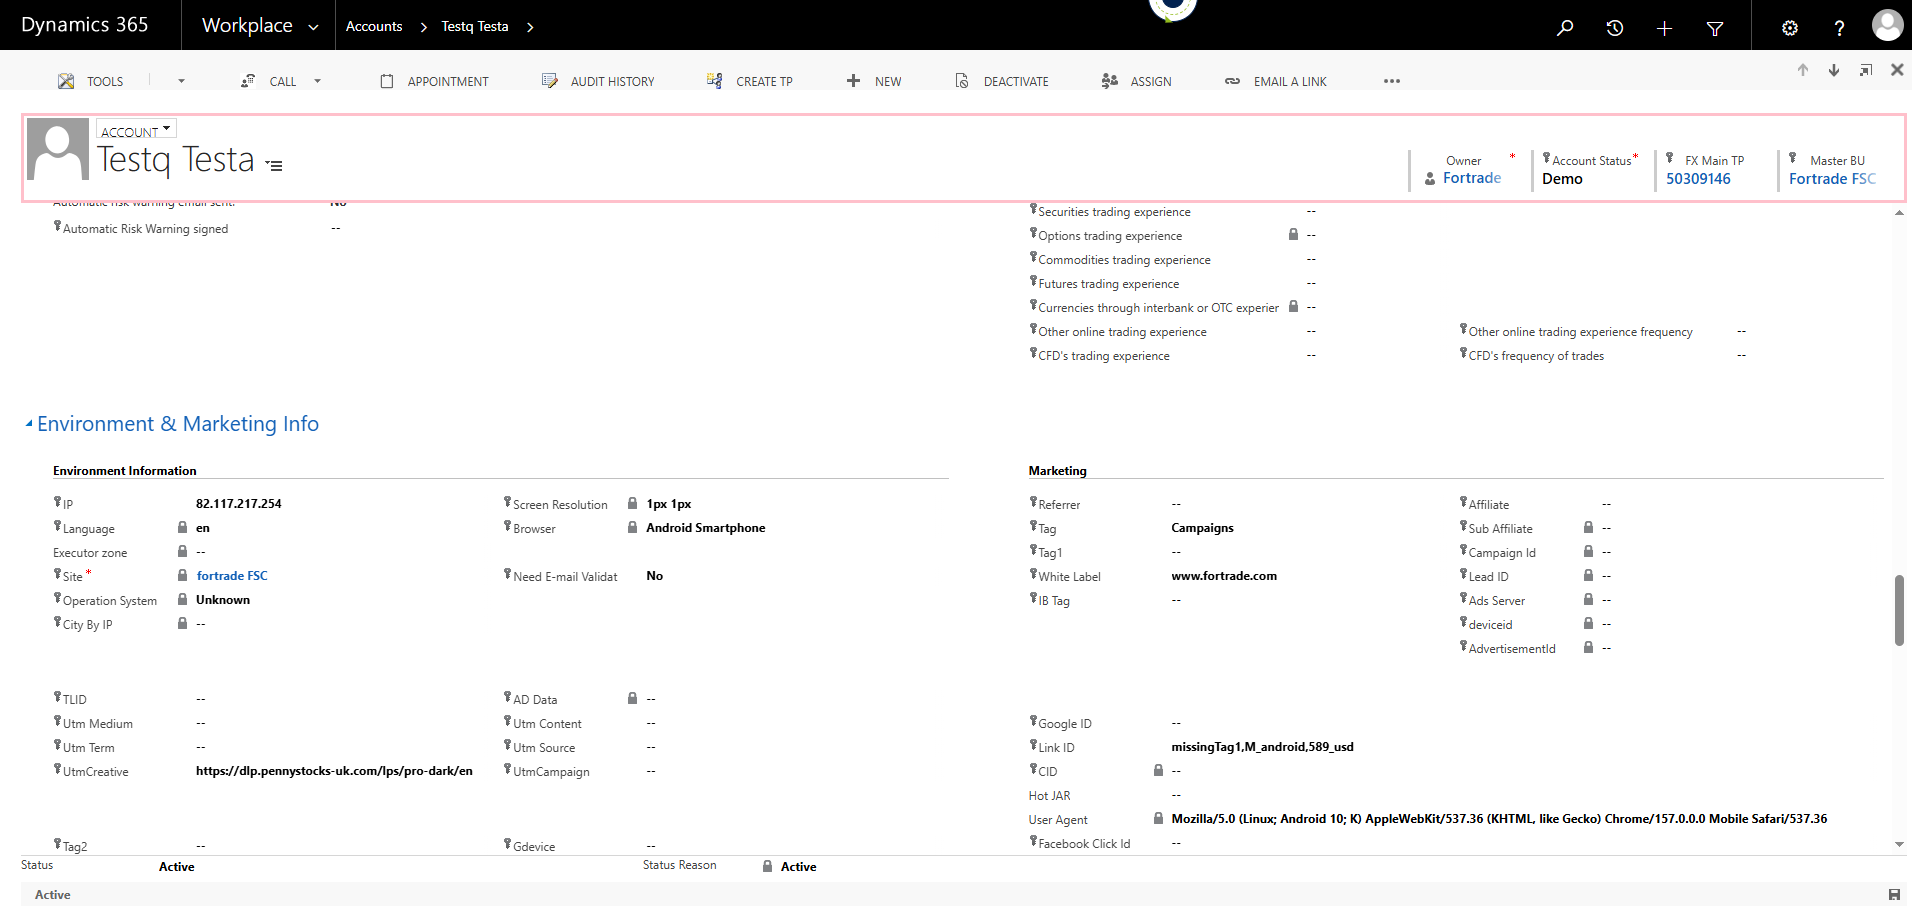 Dynamics 365 Workplace Accounts Testq Testa
TOOLS CALL APPOINTMENT AUDIT HISTORY CREATE TP NEW DEACTIVATE ASSIGN EMAIL A LINK
ACCOUNT
Testq Testa
Owner * Account Status* FX Main TP Master BU
Fortrade Demo 50309146 Fortrade FSC
Automatic risk warning email sent. No
Securities trading experience --
Automatic Risk Warning signed --
Options trading experience --
Commodities trading experience --
Futures trading experience --
Currencies through interbank or OTC experier --
Other online trading experience -- Other online trading experience frequency --
CFD's trading experience -- CFD's frequency of trades --
Environment & Marketing Info
Environment Information Marketing
IP 82.117.217.254 Screen Resolution 1px 1px Referrer -- Affiliate --
Language en Browser Android Smartphone Tag Campaigns Sub Affiliate --
Executor zone -- Tag1 -- Campaign Id --
Site * fortrade FSC Need E-mail Validat No White Label www.fortrade.com Lead ID --
Operation System Unknown IB Tag -- Ads Server --
City By IP -- deviceid --
AdvertisementId --
TLID -- AD Data --
Utm Medium -- Utm Content -- Google ID --
Utm Term -- Utm Source -- Link ID missingTag1,M_android,589_usd
UtmCreative https://dlp.pennystocks-uk.com/lps/pro-dark/en UtmCampaign -- CID --
Hot JAR --
User Agent Mozilla/5.0 (Linux; Android 10; K) AppleWebKit/537.36 (KHTML, like Gecko) Chrome/157.0.0.0 Mobile Safari/537.36
Tag2 -- Gdevice -- Facebook Click Id --
Status Active Status Reason Active
Active